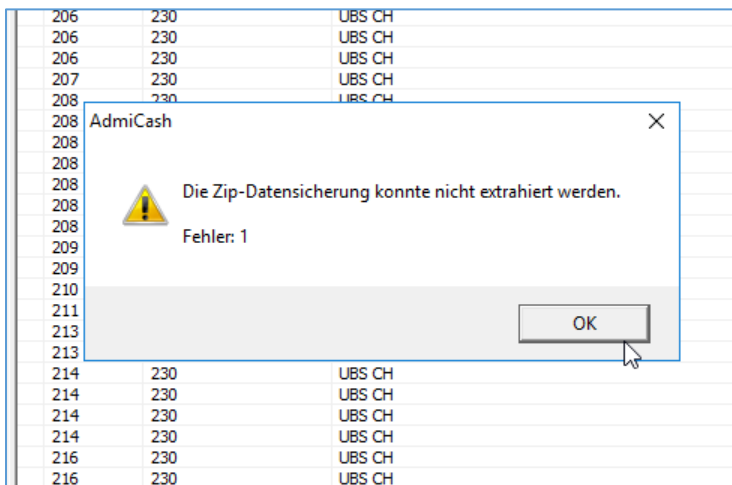 206 230 UBS CH
206 230 UBS CH
206 230 UBS CH
207 230 UBS CH
208 230 UBS CH
208
AdmiCash
208
208
208
Die Zip-Datensicherung konnte nicht extrahiert werden.
208
208
Fehler: 1
209
209
210
211
OK
213
213
214 230 UBS CH
214 230 UBS CH
214 230 UBS CH
214 230 UBS CH
216 230 UBS CH
216 230 UBS CH